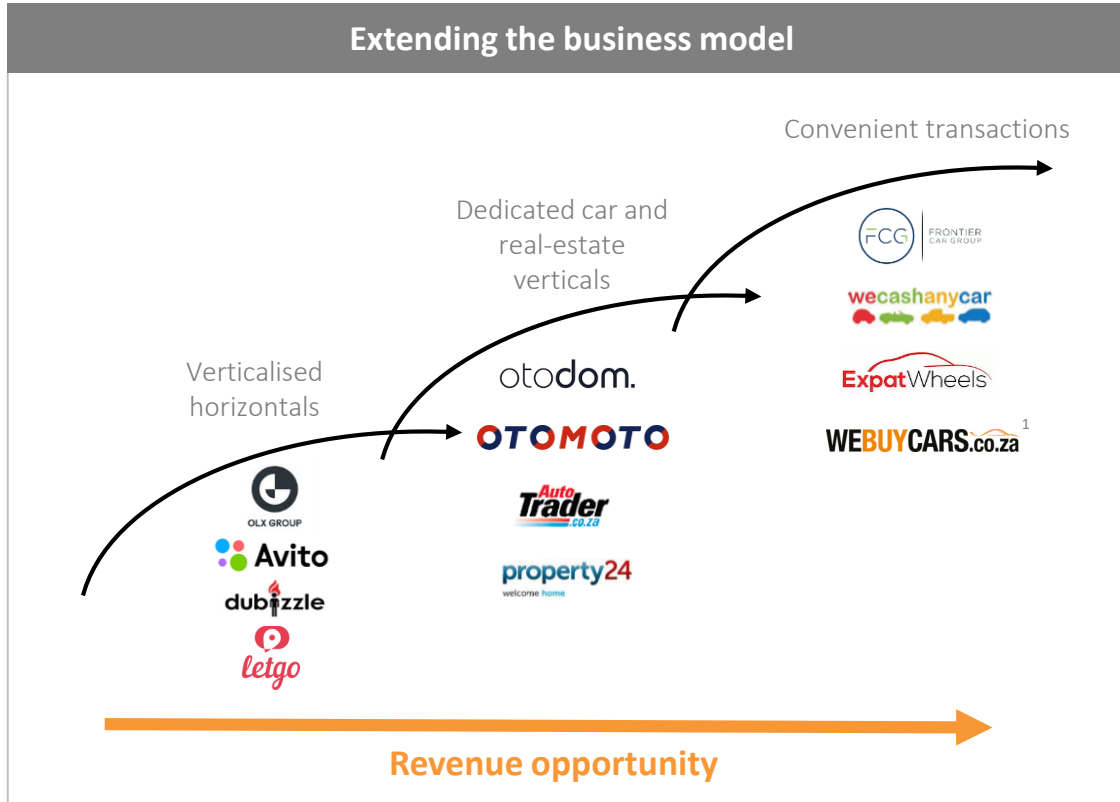 Extending the business model
Convenient transactions
Dedicated car and
real-estate
verticals
Verticalised
horizontals
FCG FRONTIER
CAR GROUP
wecashanycar
ExpatWheels
WEBUYCARS.co.za 1
otodom.
OTOMOTO
Auto
Trader
.co.za
property24
welcome home
OLX GROUP
Avito
dubizzle
letgo
Revenue opportunity